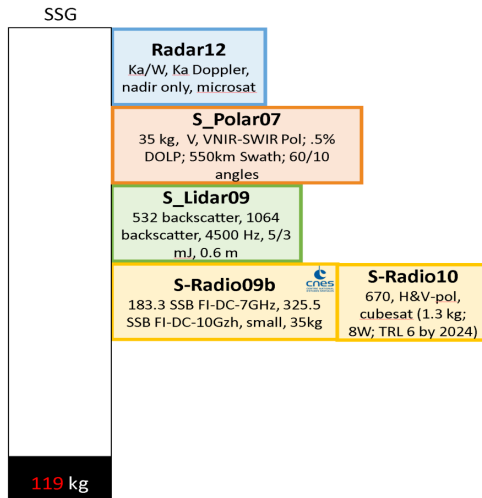 SSG
Radar12
Ka/W, Ka Doppler,
nadir only, microsat
S_Polar07
35 kg, V, VNIR-SWIR Pol; .5%
DOLP; 550km Swath; 60/10
angles
S_Lidar09
532 backscatter, 1064
backscatter, 4500 Hz, 5/3
mJ, 0.6 m
S-Radio09b
cnes
183.3 SSB FI-DC-7GHz, 325.5
SSB FI-DC-10Gzh, small, 35kg
S-Radio10
670, H&V-pol,
cubesat (1.3 kg;
8W; TRL 6 by 2024)
119 kg